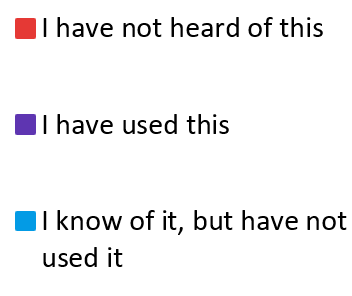 I have not heard of this
I have used this
I know of it, but have not
used it